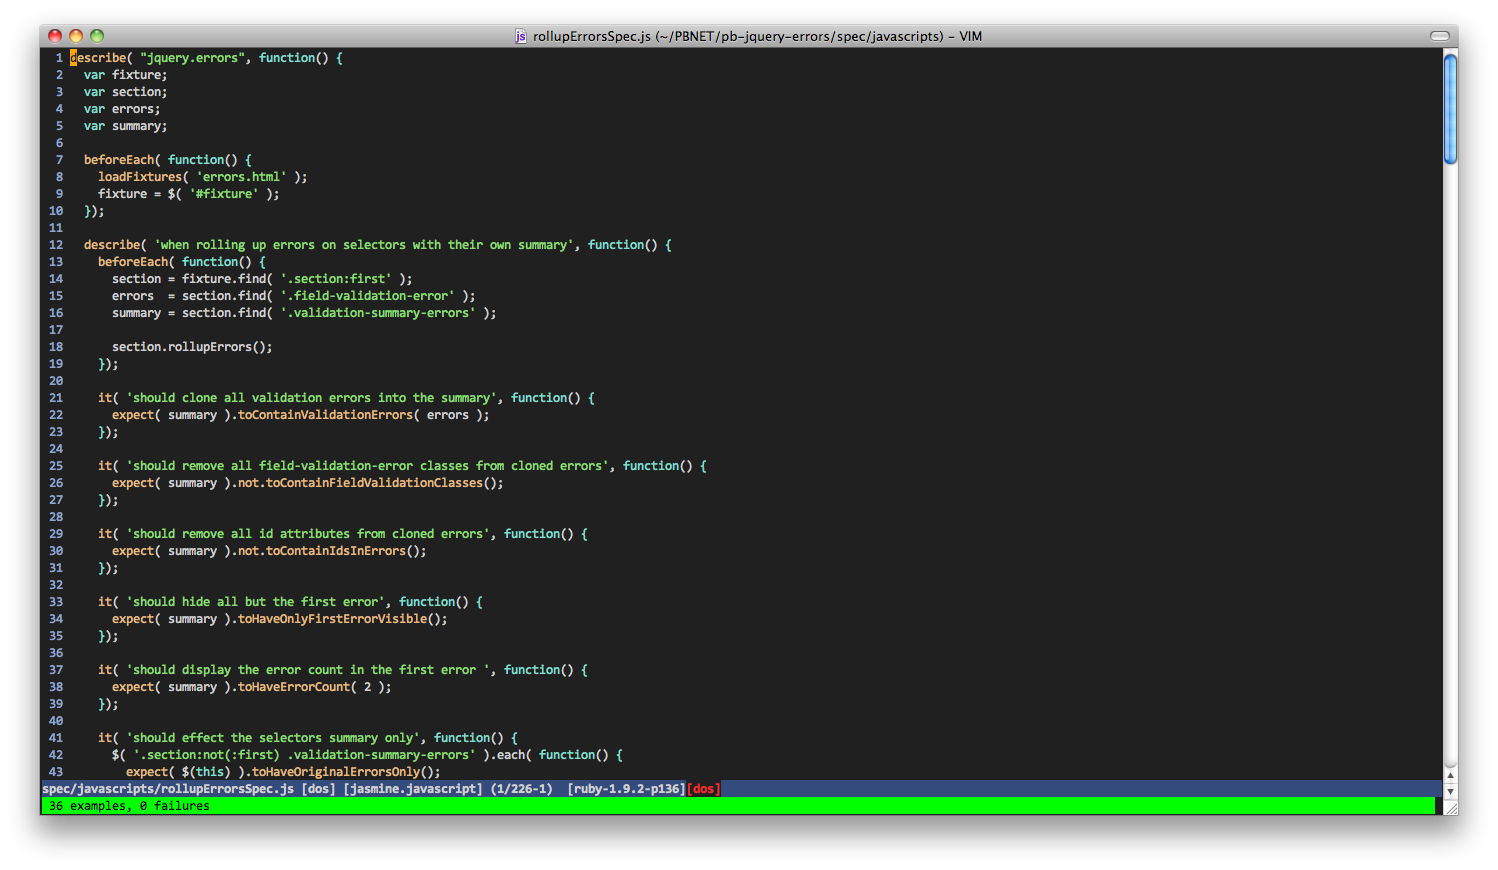 rollupErrorsSpec.js (~/PBNET/pb-jquery-errors/spec/javascripts) - VIM
1 describe( "jquery.errors", function() {
2   var fixture;
3   var section;
4   var errors;
5   var summary;
6
7   beforeEach( function() {
8     loadFixtures( 'errors.html' );
9     fixture = $( '#fixture' );
10   });
11
12   describe( 'when rolling up errors on selectors with their own summary', function() {
13     beforeEach( function() {
14       section = fixture.find( '.section:first' );
15       errors  = section.find( '.field-validation-error' );
16       summary = section.find( '.validation-summary-errors' );
17
18       section.rollupErrors();
19     });
20
21     it( 'should clone all validation errors into the summary', function() {
22       expect( summary ).toContainValidationErrors( errors );
23     });
24
25     it( 'should remove all field-validation-error classes from cloned errors', function() {
26       expect( summary ).not.toContainFieldValidationClasses();
27     });
28
29     it( 'should remove all id attributes from cloned errors', function() {
30       expect( summary ).not.toContainIdsInErrors();
31     });
32
33     it( 'should hide all but the first error', function() {
34       expect( summary ).toHaveOnlyFirstErrorVisible();
35     });
36
37     it( 'should display the error count in the first error ', function() {
38       expect( summary ).toHaveErrorCount( 2 );
39     });
40
41     it( 'should effect the selectors summary only', function() {
42       $( '.section:not(:first) .validation-summary-errors' ).each( function() {
43         expect( $(this) ).toHaveOriginalErrorsOnly();
spec/javascripts/rollupErrorsSpec.js [dos] [jasmine.javascript] (1/226-1)  [ruby-1.9.2-p136][dos]
36 examples, 0 failures